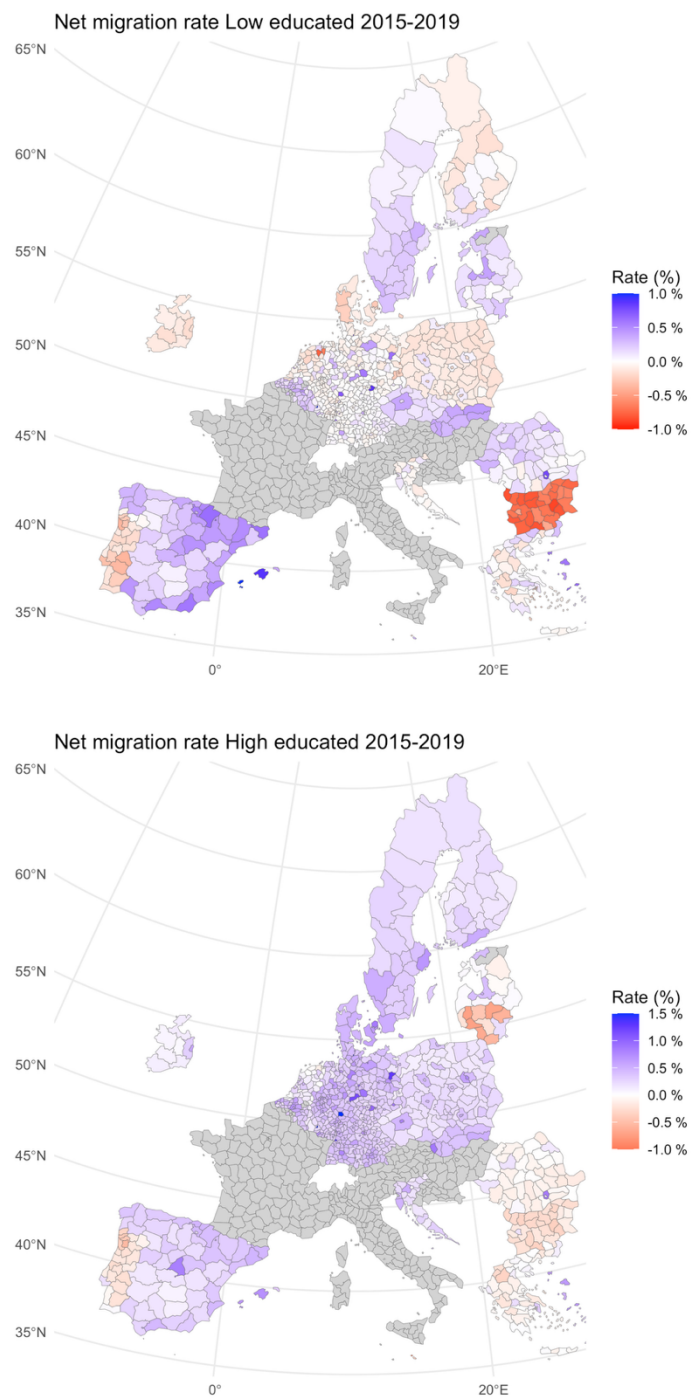 Net migration rate Low educated 2015-2019
65°N
60°N
55°N
50°N
45°N
40°N
35°N
0°
20°E
Rate (%)
1.0 %
0.5 %
0.0 %
-0.5 %
-1.0 %
Net migration rate High educated 2015-2019
65°N
60°N
55°N
50°N
45°N
40°N
35°N
0°
20°E
Rate (%)
1.5 %
1.0 %
0.5 %
0.0 %
-0.5 %
-1.0 %